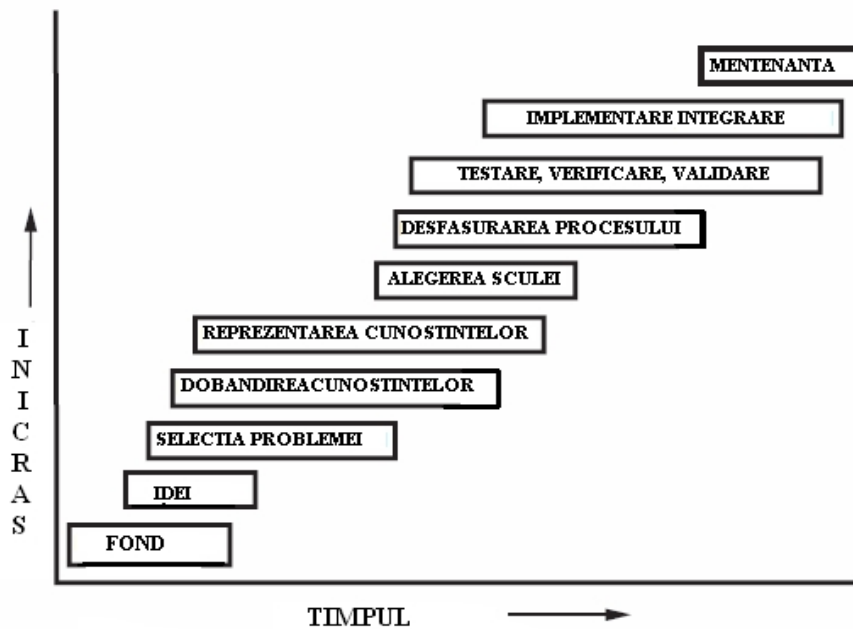 MENTENANTA
IMPLEMENTARE INTEGRARE
TESTARE, VERIFICARE, VALIDARE
DESFASURAREA PROCESULUI
ALEGEREA SCULEI
REPREZENTAREA CUNOSTINTELOR
DOBANDIREACUNOSTINTELOR
SELECTIA PROBLEMEI
IDEI
FOND
INICRAS
TIMPUL